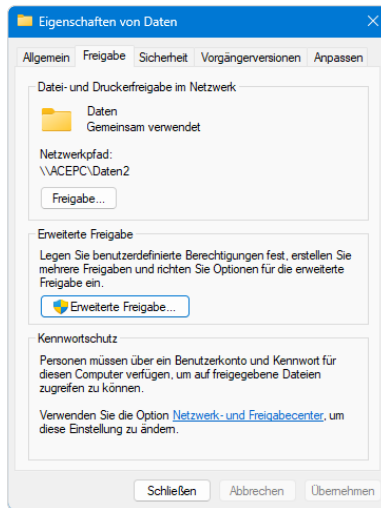 Eigenschaften von Daten
Allgemein Freigabe Sicherheit Vorgängerversionen Anpassen
Datei- und Druckerfreigabe im Netzwerk
Daten
Gemeinsam verwendet
Netzwerkpfad:
\\ACEPC\Daten2
Freigabe...
Erweiterte Freigabe
Legen Sie benutzerdefinierte Berechtigungen fest, erstellen Sie
mehrere Freigaben und richten Sie Optionen für die erweiterte
Freigabe ein.
Erweiterte Freigabe...
Kennwortschutz
Personen müssen über ein Benutzerkonto und Kennwort für
diesen Computer verfügen, um auf freigegebene Dateien
zugreifen zu können.
Verwenden Sie die Option Netzwerk- und Freigabecenter, um
diese Einstellung zu ändern.
Schließen Abbrechen Übernehmen